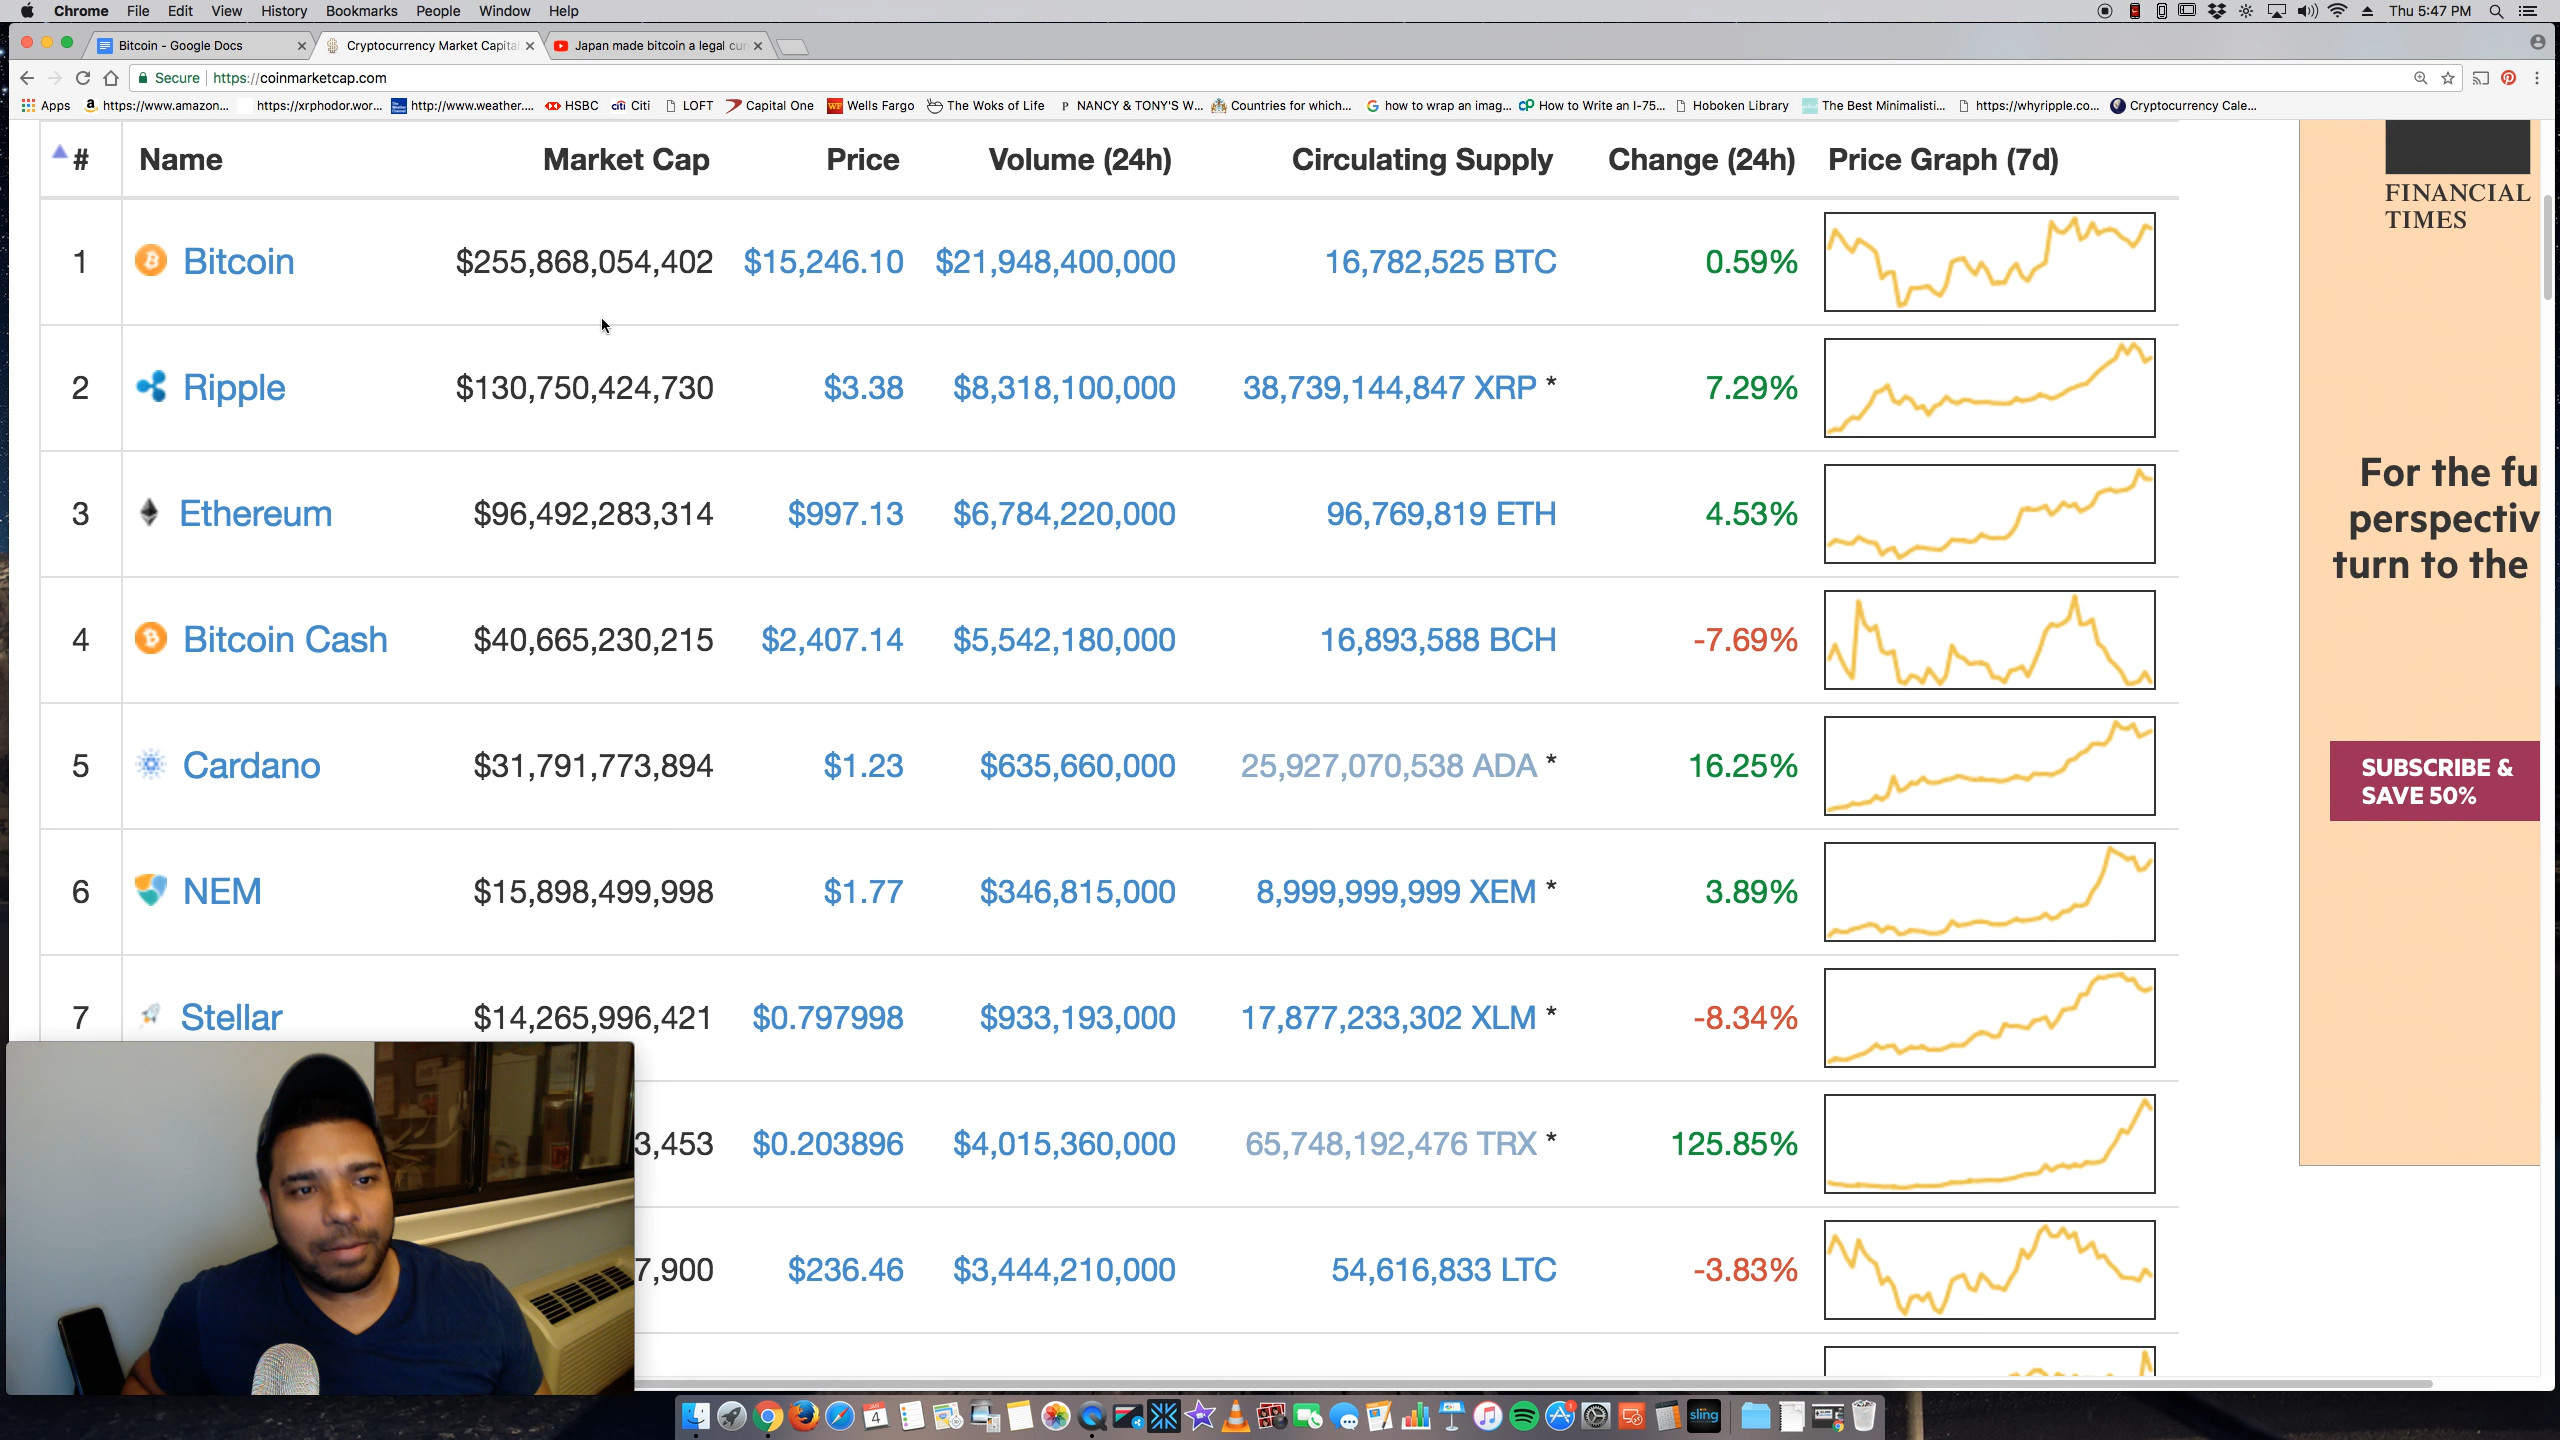 Chrome File Edit View History Bookmarks People Window Help Thu 5:47 PM
Bitcoin - Google Docs Cryptocurrency Market Capital Japan made bitcoin a legal cur
Secure https://coinmarketcap.com
Apps https://www.amazon... https://xrphodor.wor... http://www.weather.... HSBC citi Citi LOFT Capital One Wells Fargo The Woks of Life NANCY & TONY'S W... Countries for which... how to wrap an imag... How to Write an I-75... Hoboken Library The Best Minimalisti... https://whyripple.co... Cryptocurrency Cale...
# Name Market Cap Price Volume (24h) Circulating Supply Change (24h) Price Graph (7d)
1 Bitcoin $255,868,054,402 $15,246.10 $21,948,400,000 16,782,525 BTC 0.59%
2 Ripple $130,750,424,730 $3.38 $8,318,100,000 38,739,144,847 XRP * 7.29%
3 Ethereum $96,492,283,314 $997.13 $6,784,220,000 96,769,819 ETH 4.53%
4 Bitcoin Cash $40,665,230,215 $2,407.14 $5,542,180,000 16,893,588 BCH -7.69%
5 Cardano $31,791,773,894 $1.23 $635,660,000 25,927,070,538 ADA * 16.25%
6 NEM $15,898,499,998 $1.77 $346,815,000 8,999,999,999 XEM * 3.89%
7 Stellar $14,265,996,421 $0.797998 $933,193,000 17,877,233,302 XLM * -8.34%
3,453 $0.203896 $4,015,360,000 65,748,192,476 TRX * 125.85%
7,900 $236.46 $3,444,210,000 54,616,833 LTC -3.83%
FINANCIAL
TIMES
For the fu
perspectiv
turn to the
SUBSCRIBE &
SAVE 50%
JAN
4
sling